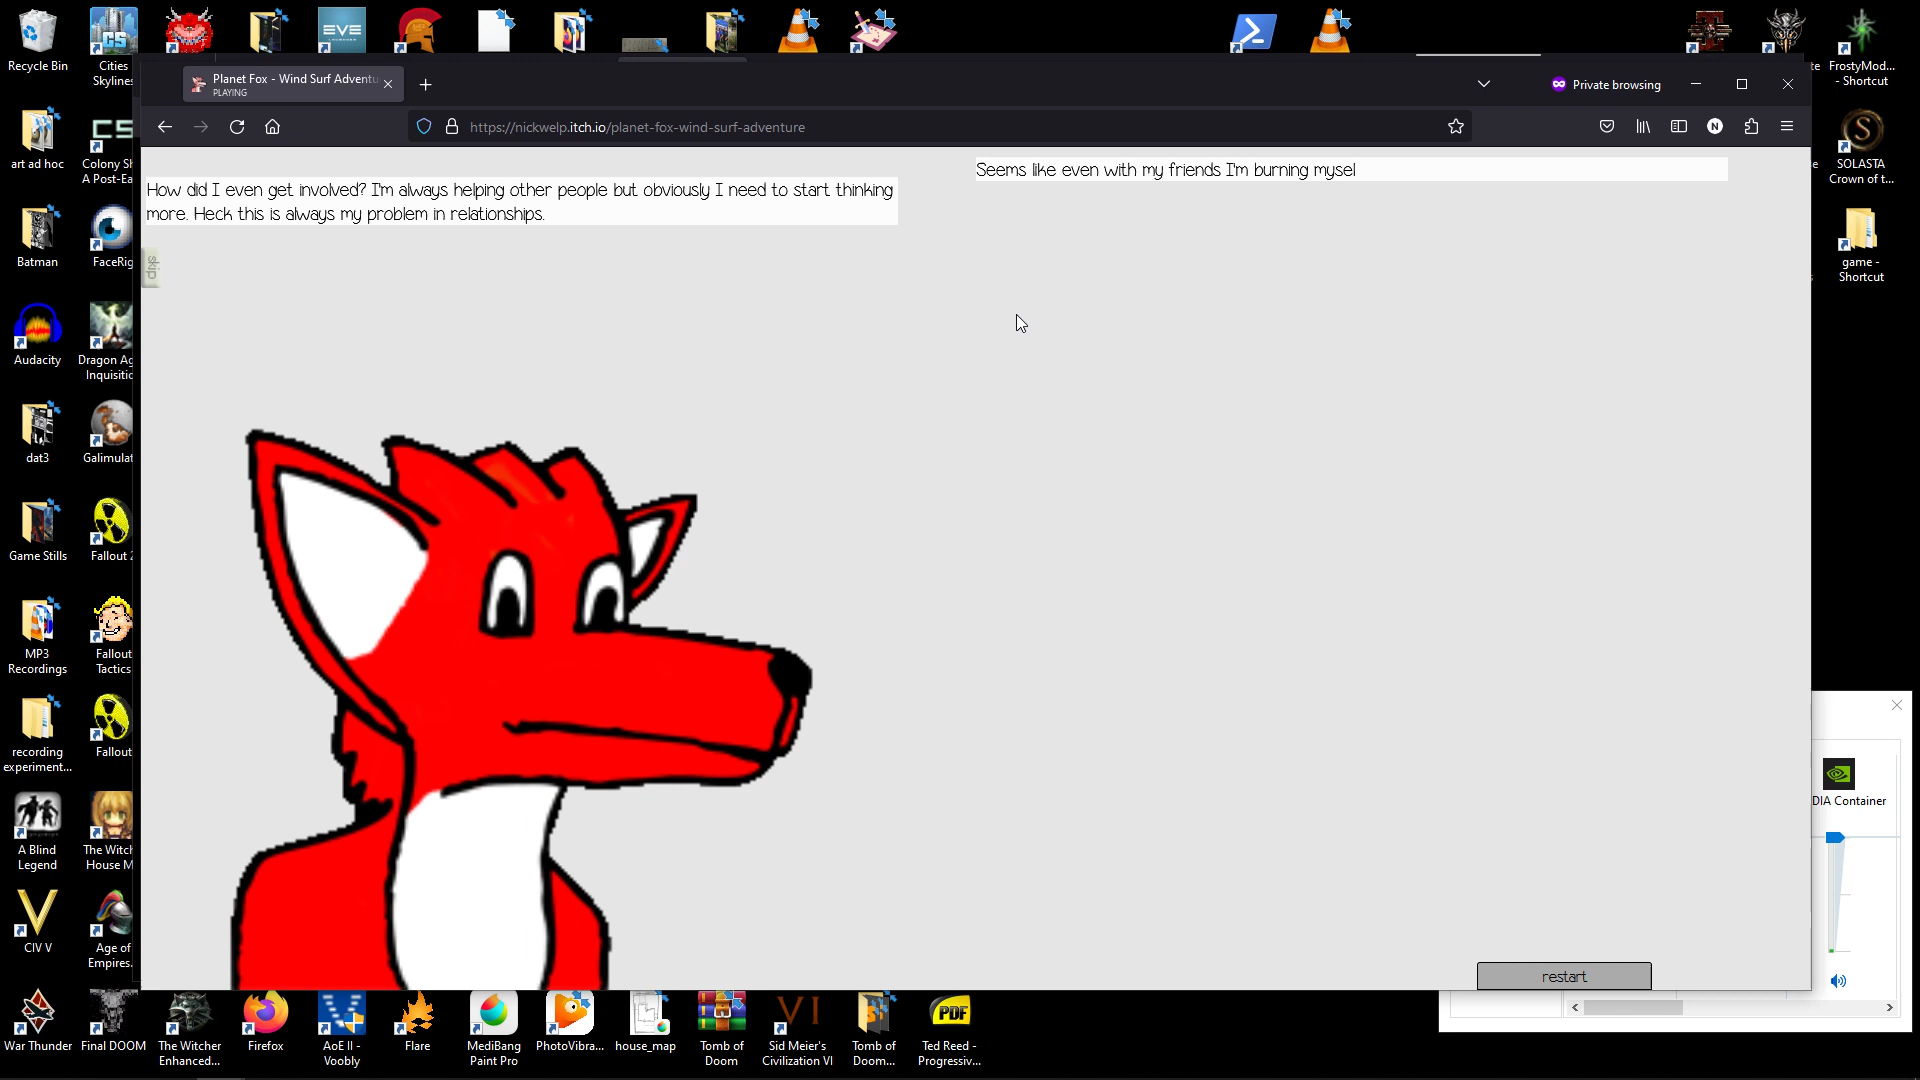 Recycle Bin
Cities
Skylines
EVE
FrostyMod...
- Shortcut
Planet Fox - Wind Surf Adventu
PLAYING
Private browsing
https://nickwelp.itch.io/planet-fox-wind-surf-adventure
N
Seems like even with my friends I'm burning mysel
How did I even get involved? I'm always helping other people but obviously I need to start thinking
more. Heck this is always my problem in relationships.
skip
restart
art ad hoc
Colony Sh
A Post-Ea
SOLASTA
Crown of t...
Batman
FaceRig
game -
Shortcut
Audacity
Dragon Ag
Inquisitio
dat3
Galimulat
Game Stills
Fallout 2
MP3
Recordings
Fallout
Tactics
recording
experiment...
Fallout
DIA Container
A Blind
Legend
The Witch
House M
CIV V
Age of
Empires.
War Thunder
Final DOOM
The Witcher
Enhanced...
Firefox
AoE II -
Voobly
Flare
MediBang
Paint Pro
PhotoVibra...
house_map
Tomb of
Doom
VI
Sid Meier's
Civilization VI
Tomb of
Doom...
PDF
Ted Reed -
Progressiv...